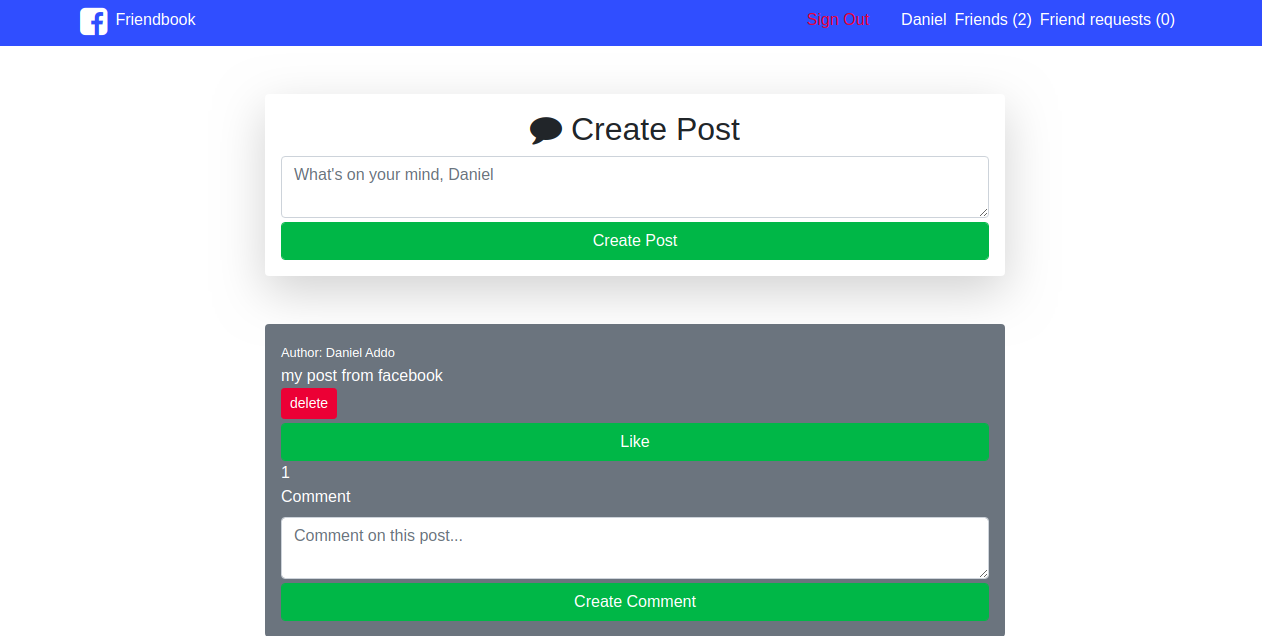 Friendbook Sign Out Daniel Friends (2) Friend requests (0)
Create Post
What's on your mind, Daniel
Create Post
Author: Daniel Addo
my post from facebook
delete
Like
1
Comment
Comment on this post...
Create Comment